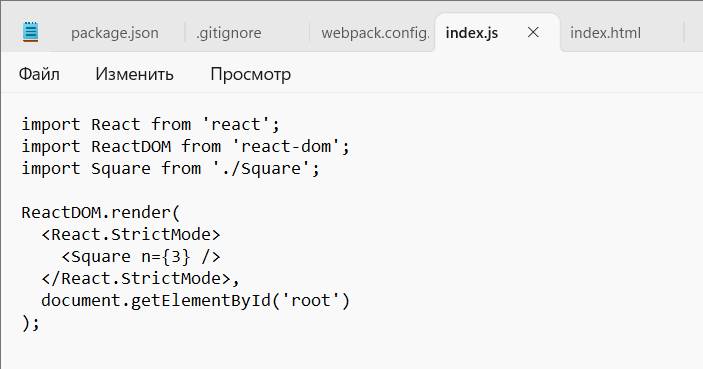 package.json .gitignore webpack.config. index.js index.html
Файл Изменить Просмотр
import React from 'react';
import ReactDOM from 'react-dom';
import Square from './Square';

ReactDOM.render(
  <React.StrictMode>
    <Square n={3} />
  </React.StrictMode>,
  document.getElementById('root')
);